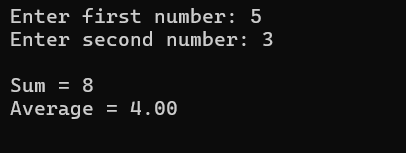 Enter first number: 5
Enter second number: 3
Sum = 8
Average = 4.00